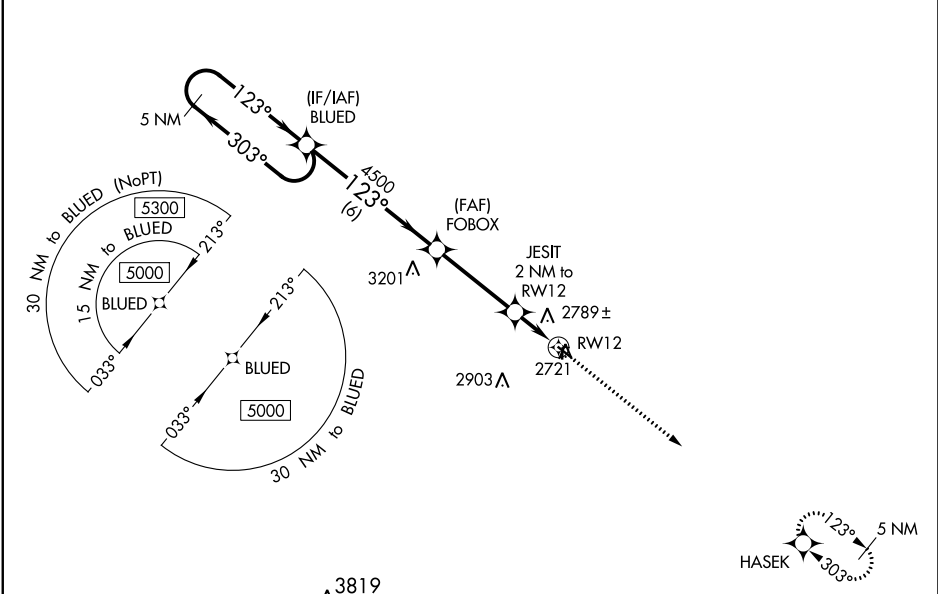 (IF/IAF)
BLUED
123°
5 NM
303°
4500
123°
(6)
(FAF)
FOBOX
3201
JESIT
2 NM to
RW12
2789±
RW12
2721
2903
30 NM to BLUED (NoPT)
5300
15 NM to BLUED
5000
213°
BLUED
033°
213°
BLUED
5000
033°
30 NM to BLUED
123°
5 NM
HASEK
303°
3819